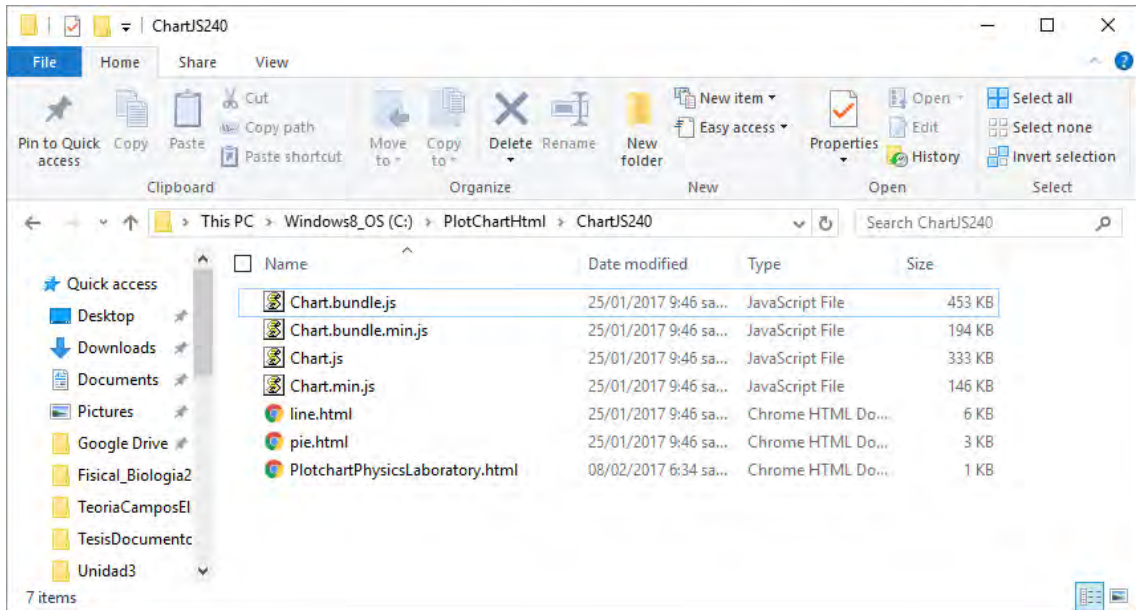 ChartJS240
File Home Share View
Pin to Quick access Copy Paste Cut Copy path Paste shortcut Move to Copy to Delete Rename New folder New item Easy access Properties Open Edit History Select all Select none Invert selection
Clipboard Organize New Open Select
This PC > Windows8_OS (C:) > PlotChartHtml > ChartJS240 Search ChartJS240
Name Date modified Type Size
Quick access
Desktop
Downloads
Documents
Pictures
Google Drive
Fisical_Biologia2
TeoriaCamposEl
TesisDocumentc
Unidad3
Chart.bundle.js 25/01/2017 9:46 sa... JavaScript File 453 KB
Chart.bundle.min.js 25/01/2017 9:46 sa... JavaScript File 194 KB
Chart.js 25/01/2017 9:46 sa... JavaScript File 333 KB
Chart.min.js 25/01/2017 9:46 sa... JavaScript File 146 KB
line.html 25/01/2017 9:46 sa... Chrome HTML Do... 6 KB
pie.html 25/01/2017 9:46 sa... Chrome HTML Do... 3 KB
PlotchartPhysicsLaboratory.html 08/02/2017 6:34 sa... Chrome HTML Do... 1 KB
7 items